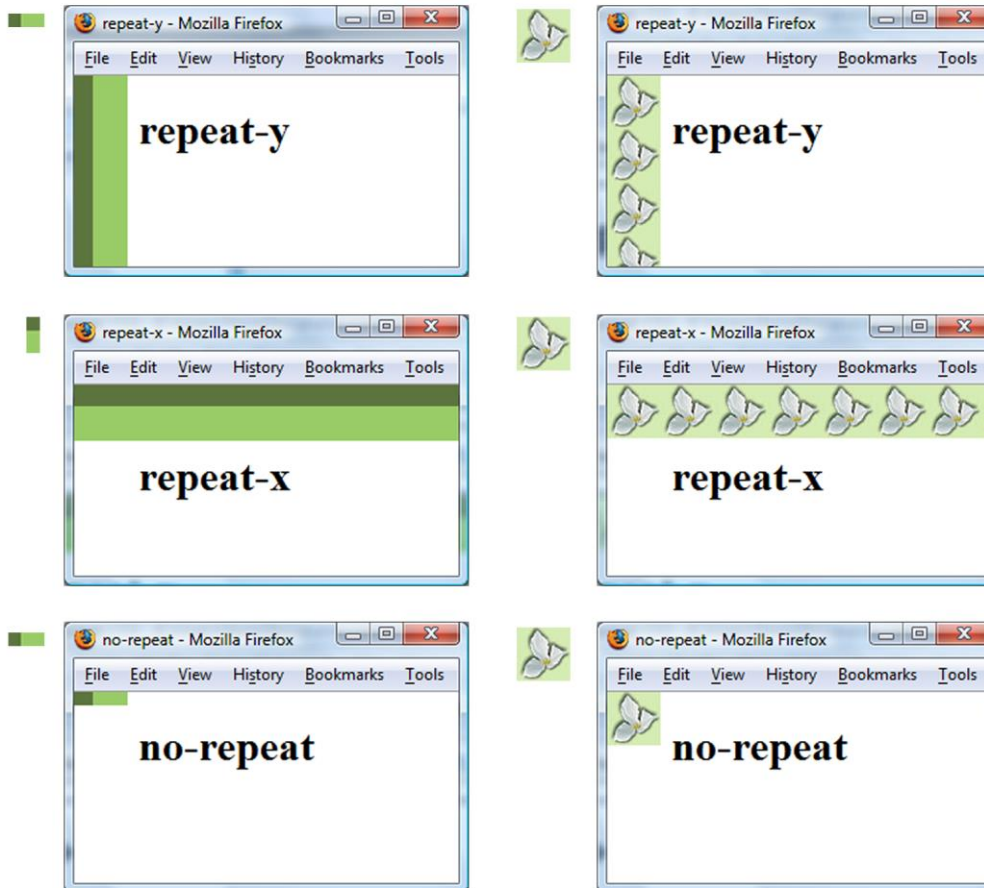 repeat-y - Mozilla Firefox
File Edit View History Bookmarks Tools
repeat-y
repeat-y - Mozilla Firefox
File Edit View History Bookmarks Tools
repeat-y
repeat-x - Mozilla Firefox
File Edit View History Bookmarks Tools
repeat-x
repeat-x - Mozilla Firefox
File Edit View History Bookmarks Tools
repeat-x
no-repeat - Mozilla Firefox
File Edit View History Bookmarks Tools
no-repeat
no-repeat - Mozilla Firefox
File Edit View History Bookmarks Tools
no-repeat